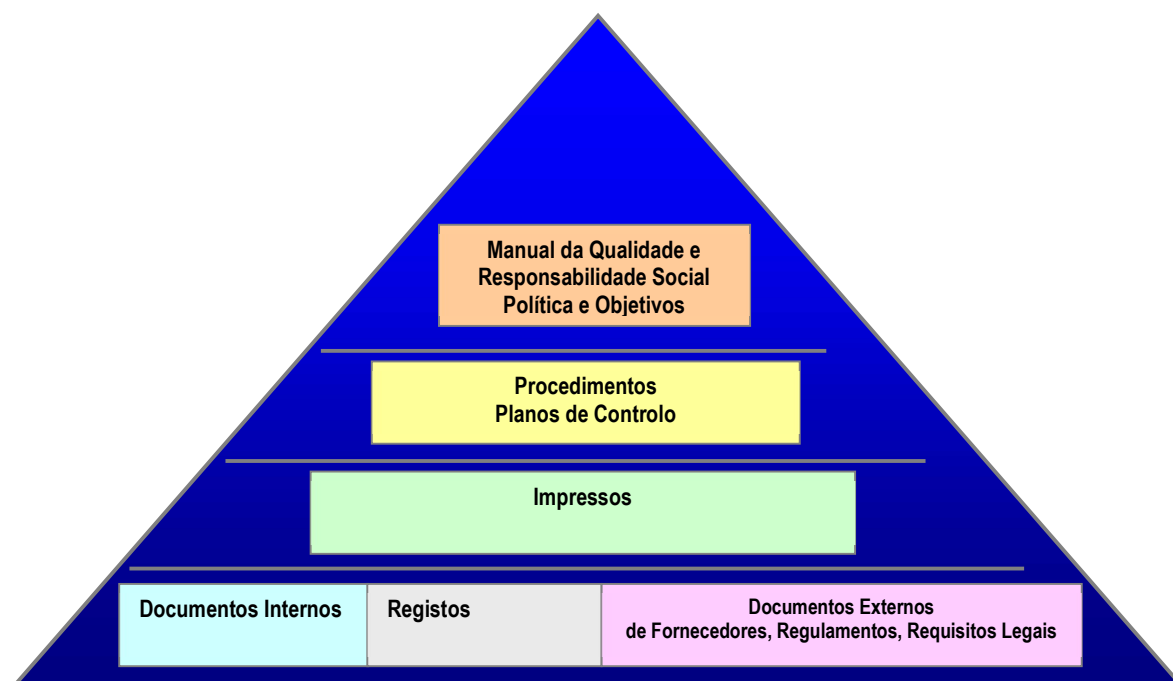 Manual da Qualidade e
Responsabilidade Social
Política e Objetivos
Procedimentos
Planos de Controlo
Impressos
Documentos Internos
Registos
Documentos Externos
de Fornecedores, Regulamentos, Requisitos Legais